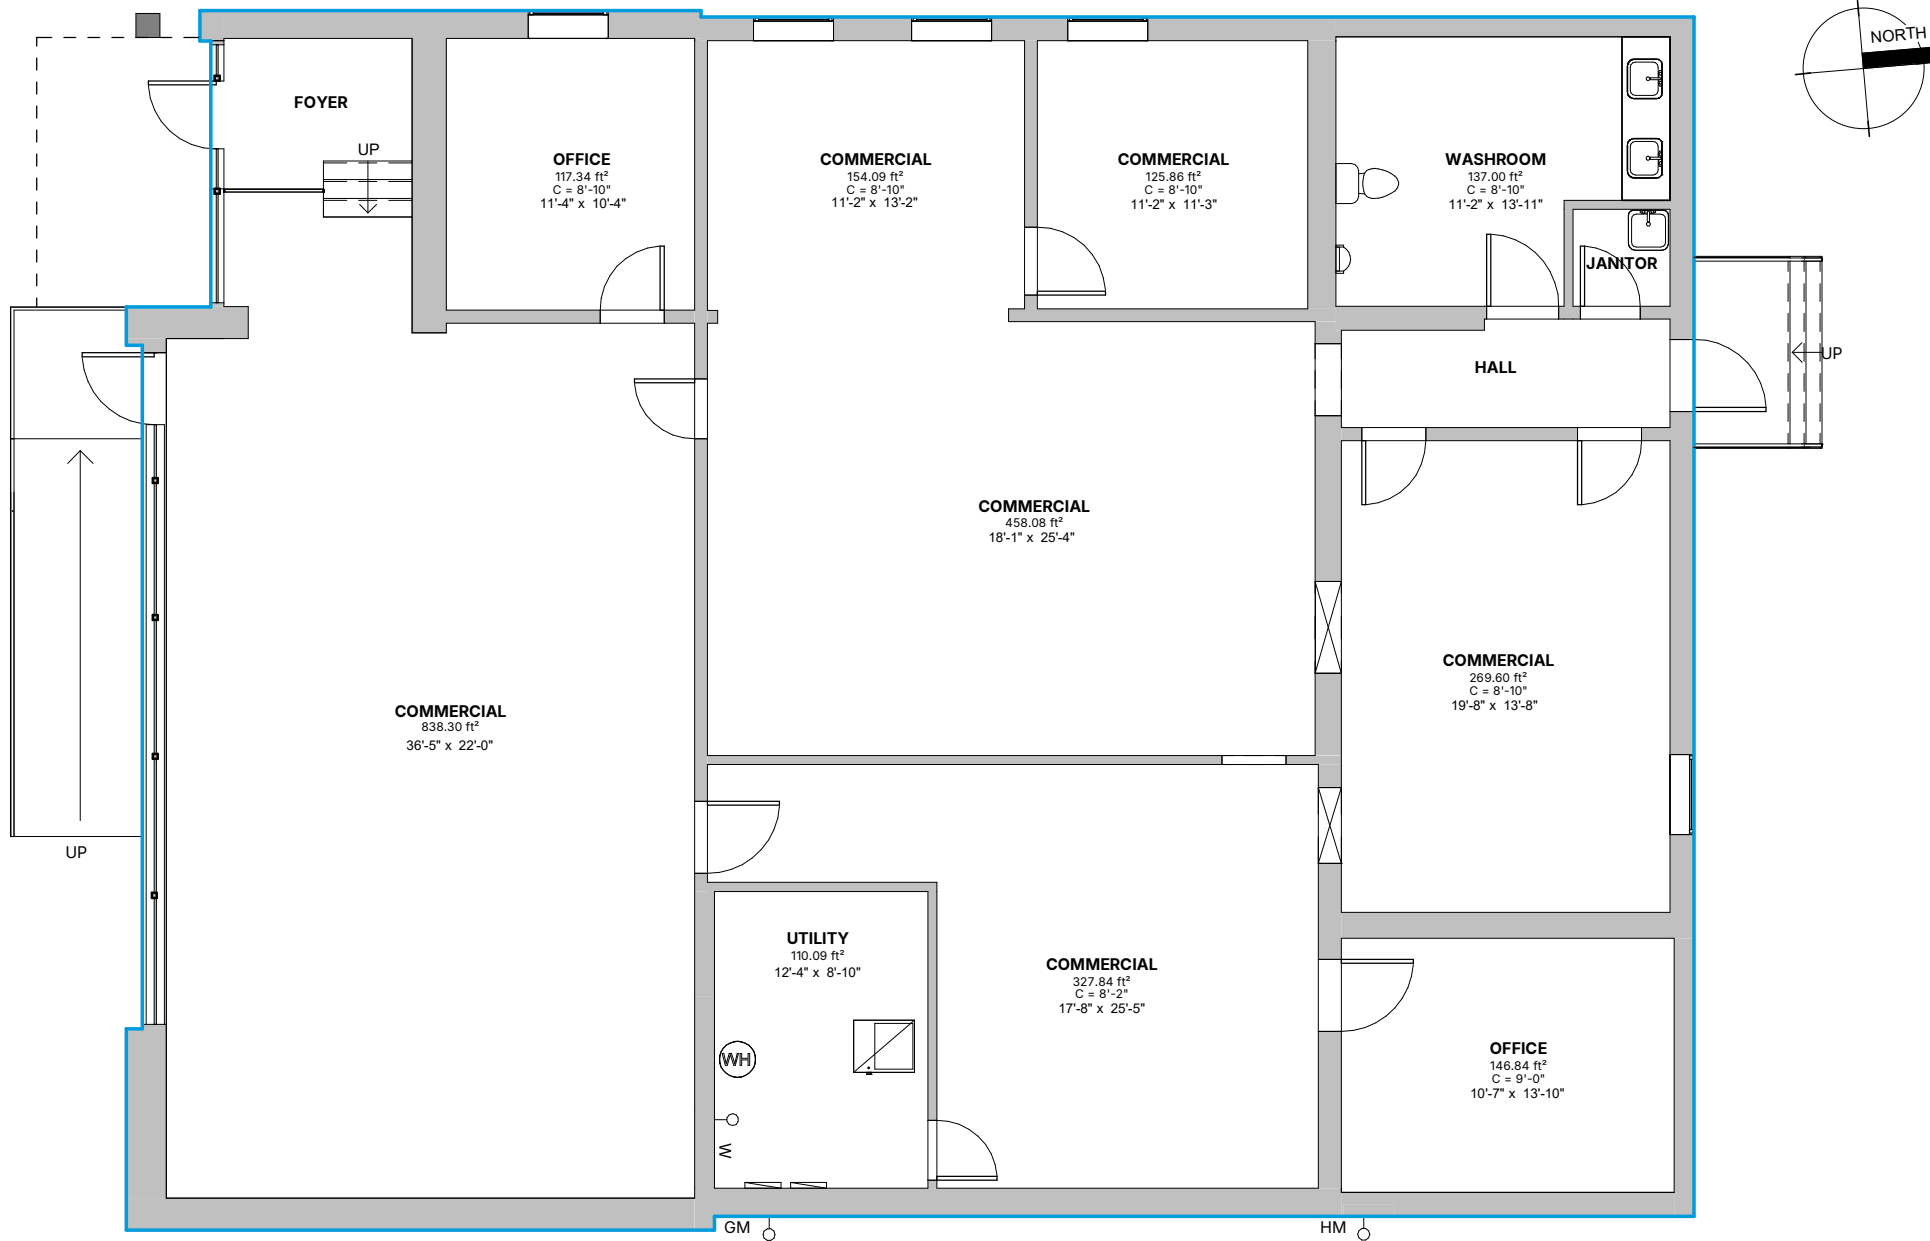 NORTH
FOYER
UP
OFFICE
117.34 ft²
C = 8'-10"
11'-4" x 10'-4"
COMMERCIAL
154.09 ft²
C = 8'-10"
11'-2" x 13'-2"
COMMERCIAL
125.86 ft²
C = 8'-10"
11'-2" x 11'-3"
WASHROOM
137.00 ft²
C = 8'-10"
11'-2" x 13'-11"
JANITOR
HALL
UP
COMMERCIAL
458.08 ft²
18'-1" x 25'-4"
COMMERCIAL
269.60 ft²
C = 8'-10"
19'-8" x 13'-8"
COMMERCIAL
838.30 ft²
36'-5" x 22'-0"
UP
UTILITY
110.09 ft²
12'-4" x 8'-10"
WH
W
COMMERCIAL
327.84 ft²
C = 8'-2"
17'-8" x 25'-5"
OFFICE
146.84 ft²
C = 9'-0"
10'-7" x 13'-10"
GM
HM